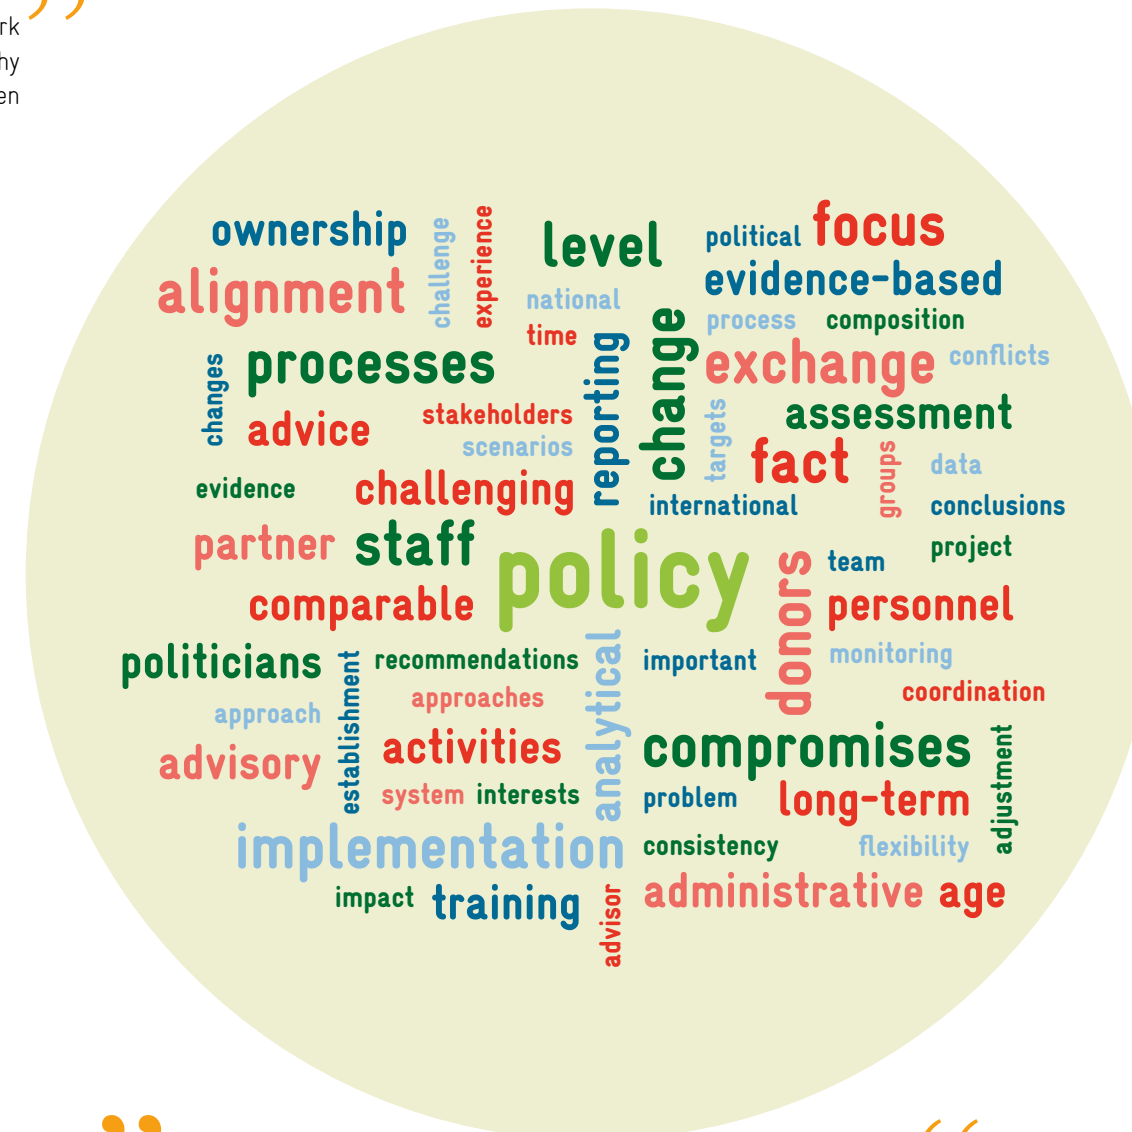 rk
hy
en
ownership
challenge
experience
level
political
focus
alignment
national
evidence-based
time
change
process
composition
changes
processes
reporting
exchange
conflicts
advice
stakeholders
scenarios
targets
assessment
fact
groups
data
evidence
challenging
international
conclusions
partner
staff
policy
donors
team
project
comparable
personnel
politicians
establishment
recommendations
analytical
important
monitoring
approach
approaches
coordination
advisory
activities
compromises
adjustment
system
interests
problem
long-term
implementation
consistency
flexibility
impact
training
advisor
administrative
age